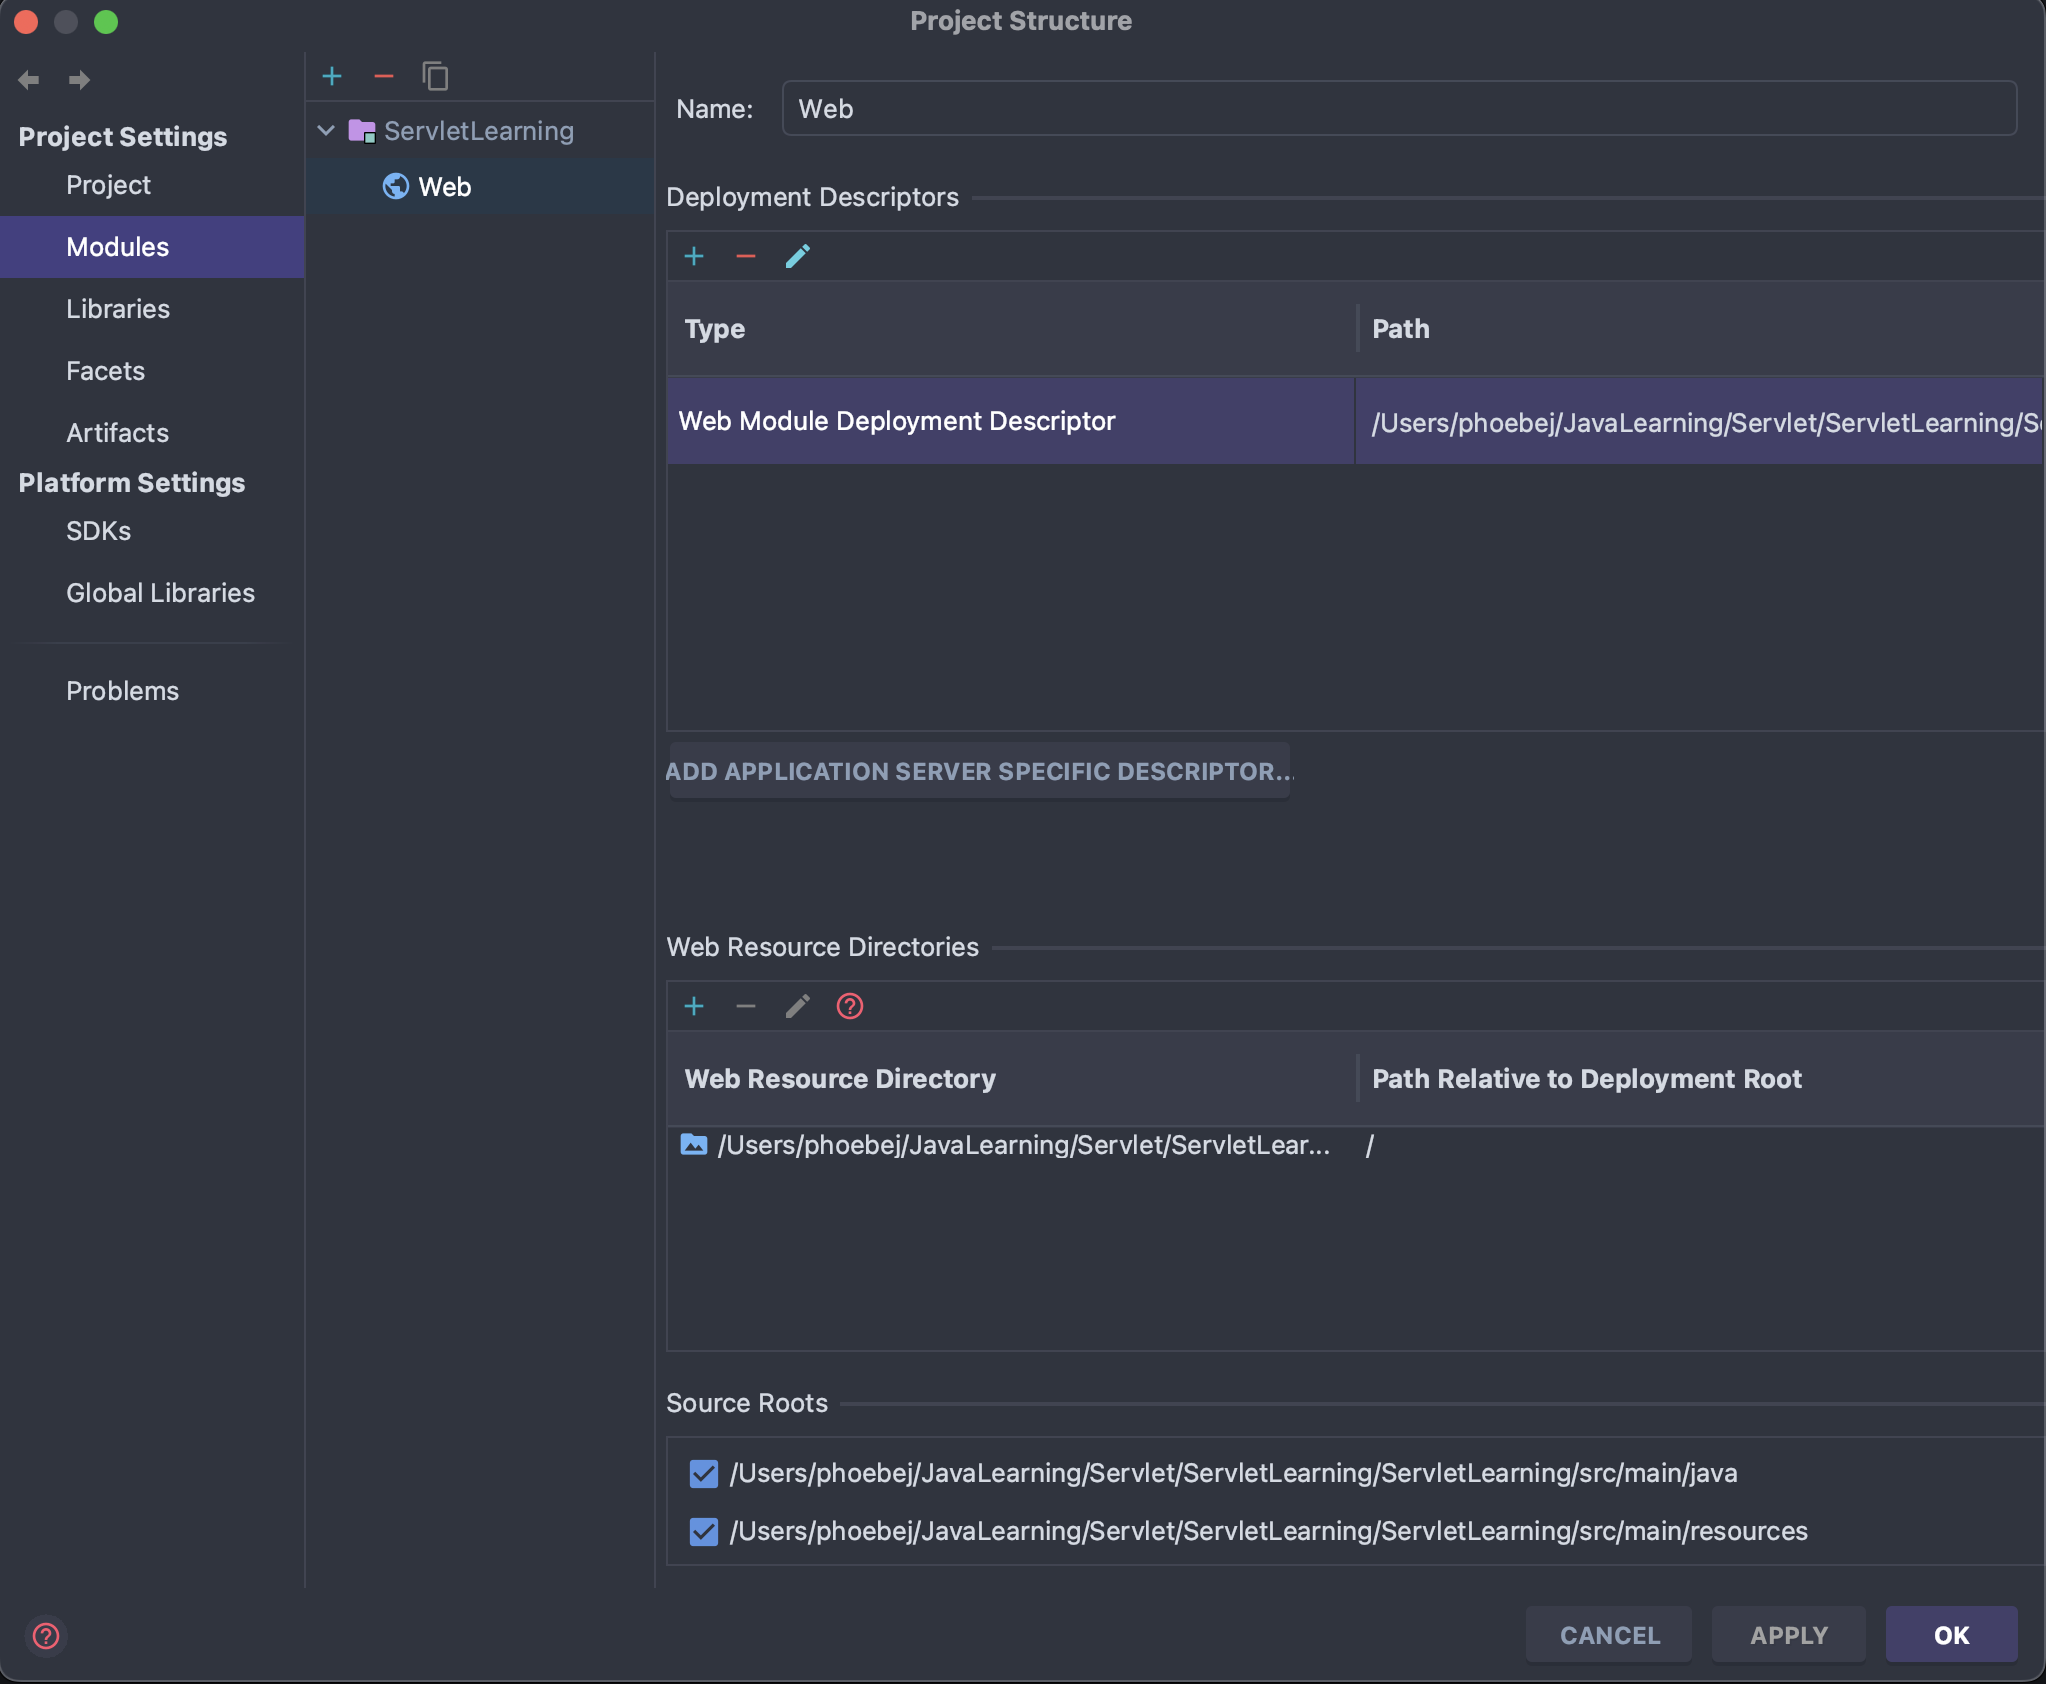 Project Structure
Project Settings
Project
Modules
Libraries
Facets
Artifacts
Platform Settings
SDKs
Global Libraries
Problems
ServletLearning
Web
Name: Web
Deployment Descriptors
Type Path
Web Module Deployment Descriptor /Users/phoebej/JavaLearning/Servlet/ServletLearning/S
ADD APPLICATION SERVER SPECIFIC DESCRIPTOR...
Web Resource Directories
Web Resource Directory Path Relative to Deployment Root
/Users/phoebej/JavaLearning/Servlet/ServletLear... /
Source Roots
/Users/phoebej/JavaLearning/Servlet/ServletLearning/ServletLearning/src/main/java
/Users/phoebej/JavaLearning/Servlet/ServletLearning/ServletLearning/src/main/resources
CANCEL APPLY OK